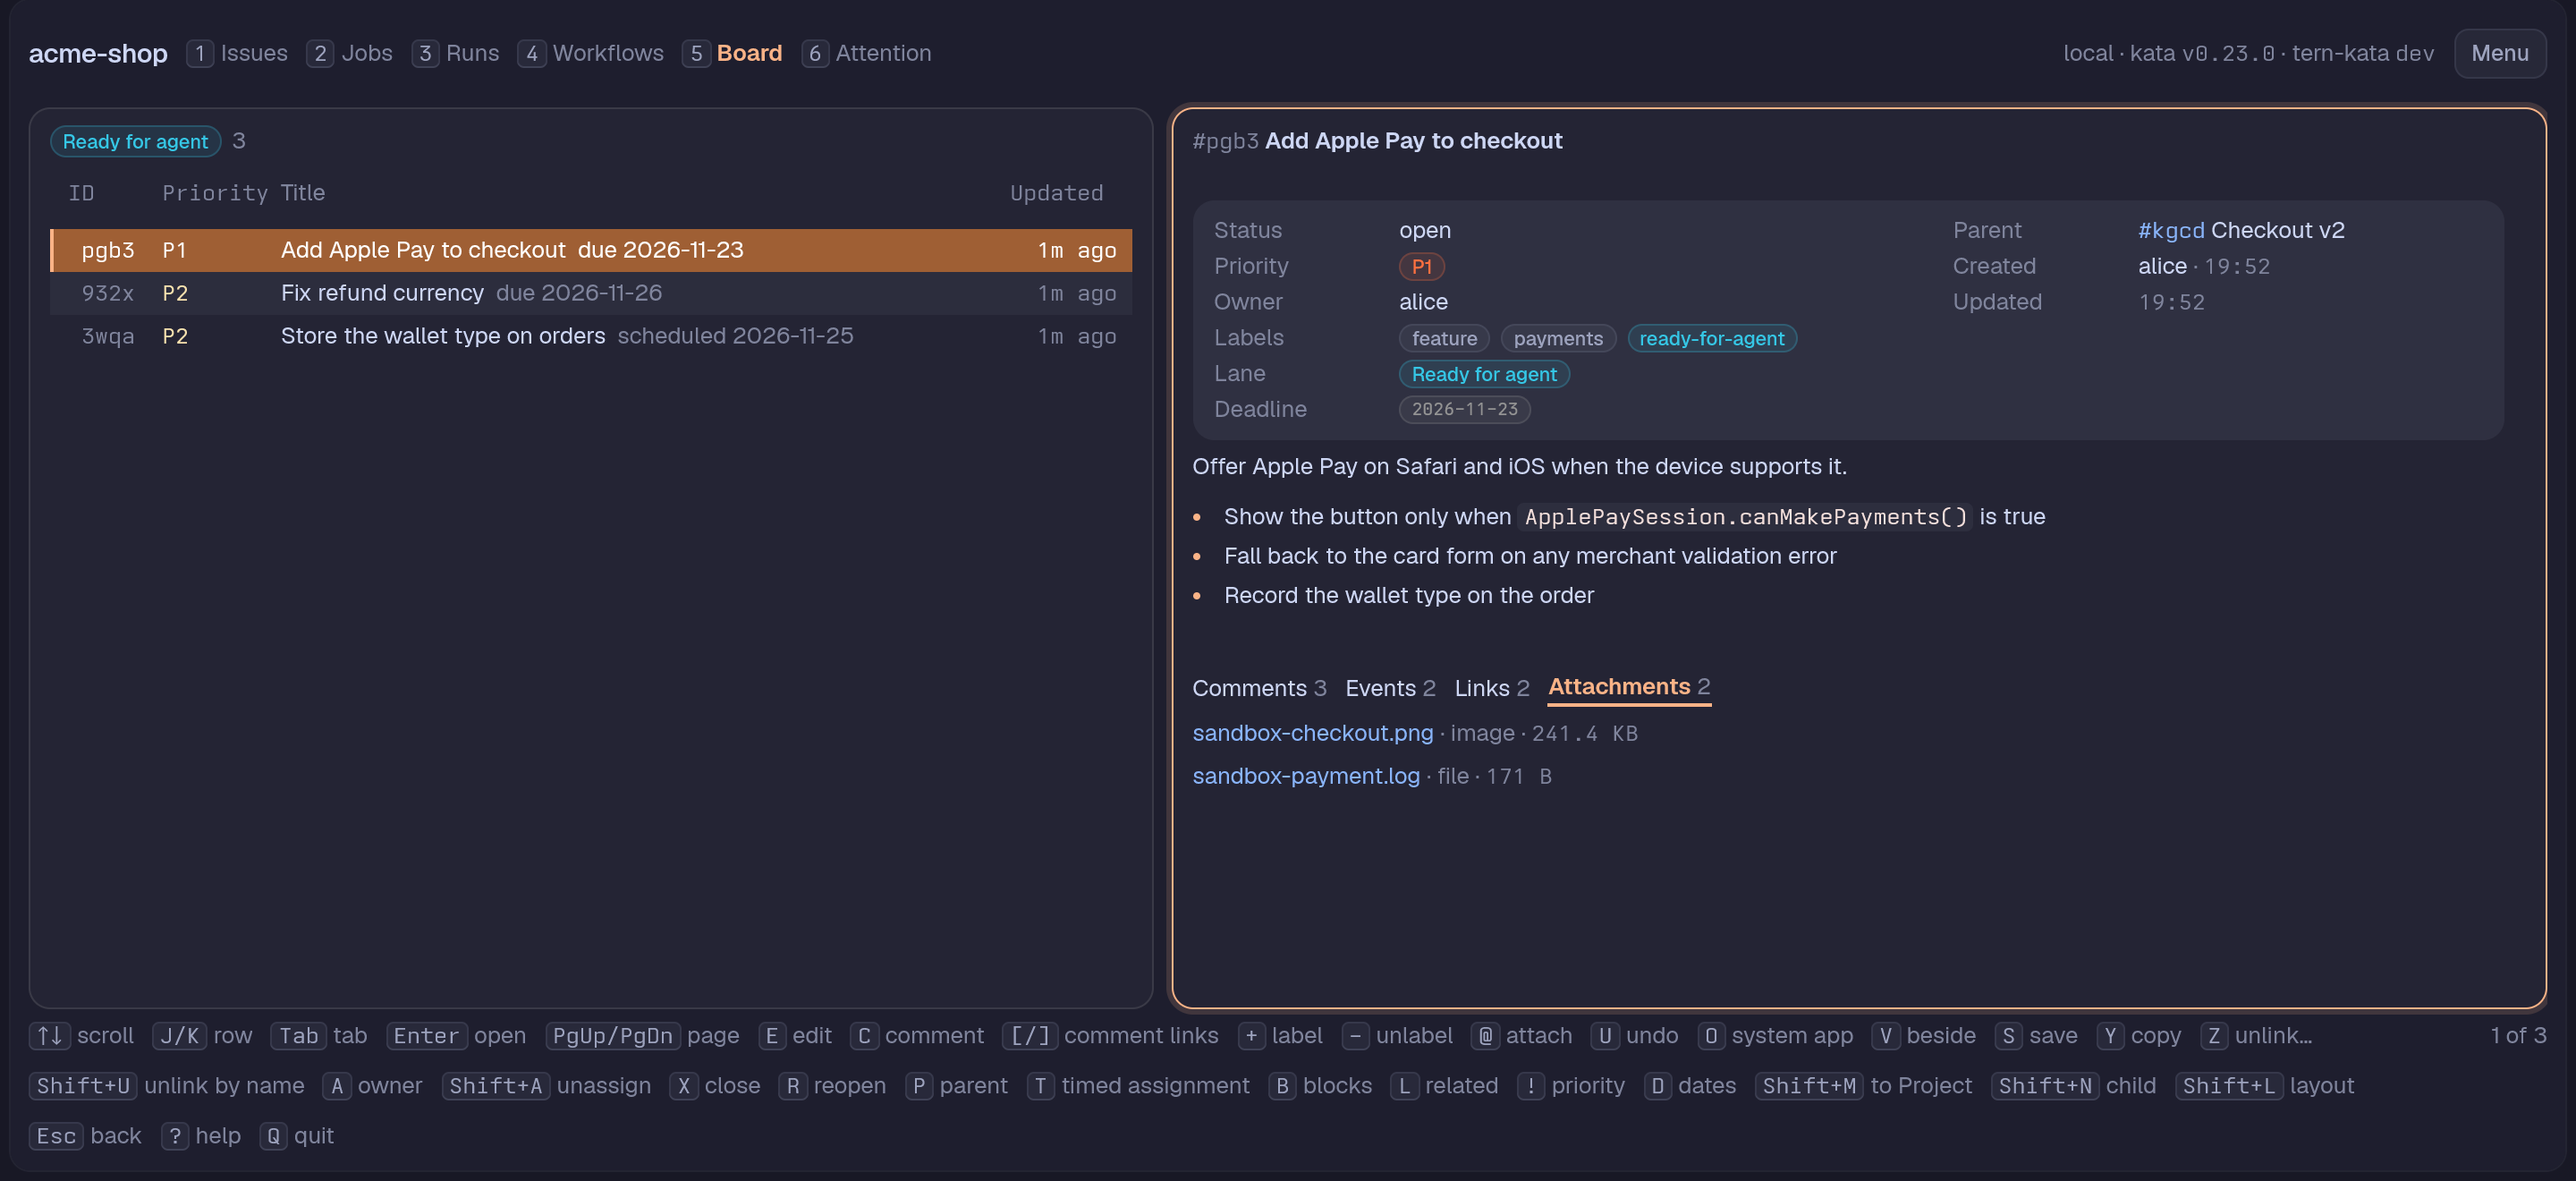 acme-shop 1 Issues 2 Jobs 3 Runs 4 Workflows 5 Board 6 Attention local · kata v0.23.0 · tern-kata dev Menu
Ready for agent 3
ID Priority Title Updated
pgb3 P1 Add Apple Pay to checkout due 2026-11-23 1m ago
932x P2 Fix refund currency due 2026-11-26 1m ago
3wqa P2 Store the wallet type on orders scheduled 2026-11-25 1m ago
#pgb3 Add Apple Pay to checkout
Status open Parent #kgcd Checkout v2
Priority P1 Created alice · 19:52
Owner alice Updated 19:52
Labels feature payments ready-for-agent
Lane Ready for agent
Deadline 2026-11-23
Offer Apple Pay on Safari and iOS when the device supports it.
• Show the button only when ApplePaySession.canMakePayments() is true
• Fall back to the card form on any merchant validation error
• Record the wallet type on the order
Comments 3 Events 2 Links 2 Attachments 2
sandbox-checkout.png · image · 241.4 KB
sandbox-payment.log · file · 171 B
↑↓ scroll J/K row Tab tab Enter open PgUp/PgDn page E edit C comment [/] comment links + label − unlabel @ attach U undo O system app V beside S save Y copy Z unlink… 1 of 3
Shift+U unlink by name A owner Shift+A unassign X close R reopen P parent T timed assignment B blocks L related ! priority D dates Shift+M to Project Shift+N child Shift+L layout
Esc back ? help Q quit